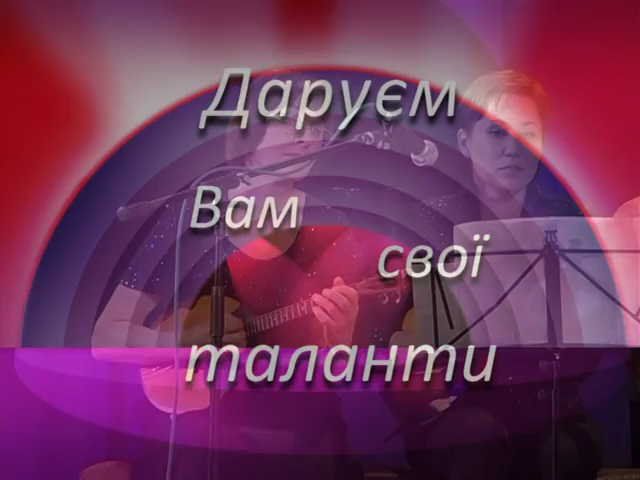 Даруєм
Вам
свої
таланти